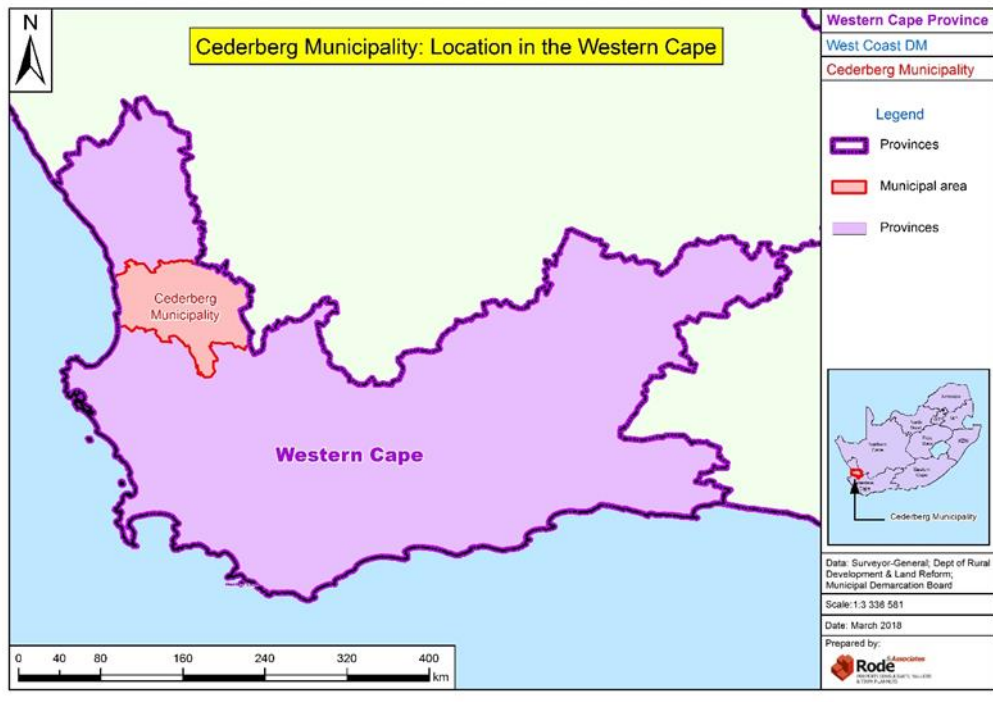 N
Cederberg Municipality: Location in the Western Cape
Western Cape Province
West Coast DM
Cederberg Municipality
Legend
Provinces
Municipal area
Provinces
Cederberg
Municipality
Western Cape
Cederberg Municipality
Data: Surveyor-General; Dept of Rural
Development & Land Reform;
Municipal Demarcation Board
Scale:1:3 336 581
Date: March 2018
Prepared by:
Rode
&Associates
0 40 80 160 240 320 400
km